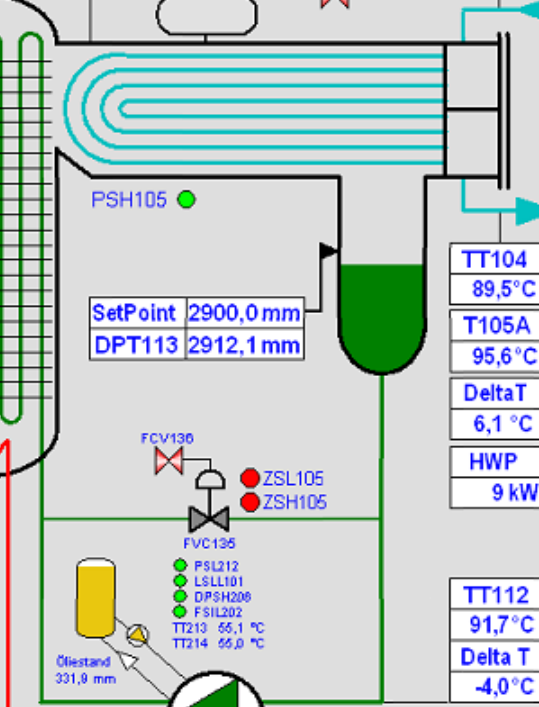 PSH105
TT104
89,5°C
SetPoint 2900,0 mm
DPT113 2912,1 mm
T105A
95,6°C
DeltaT
6,1 °C
HWP
9 kW
FCV136
ZSL105
ZSH105
FVC135
PSL212
LSLL101
DPSH206
FSIL202
TT213 55,1 °C
TT214 55,0 °C
Öliestand
331,9 mm
TT112
91,7°C
Delta T
-4,0°C